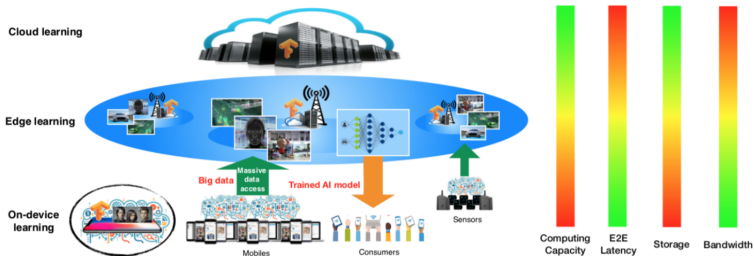 Cloud learning
Edge learning
Big data
Massive
data
access
Trained AI model
On-device
learning
Mobiles
Consumers
Sensors
Computing
Capacity
E2E
Latency
Storage
Bandwidth